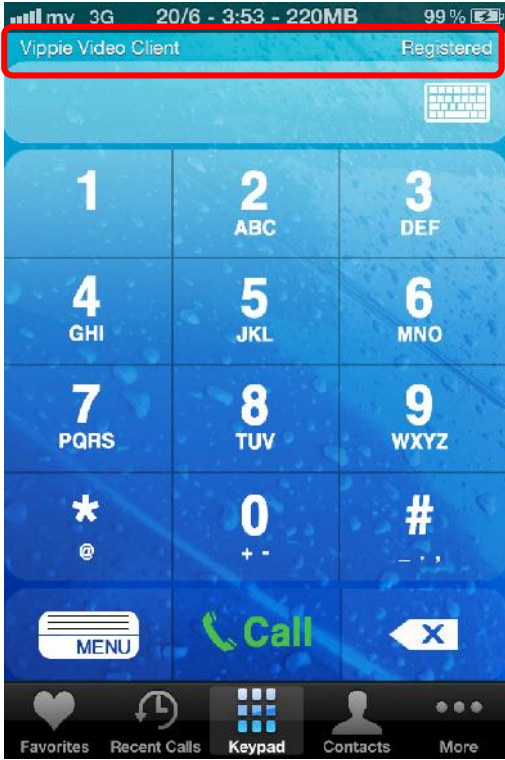 my 3G 20/6 - 3:53 - 220MB 99 %
Vippie Video Client Registered
1 2 3
ABC DEF
4 5 6
GHI JKL MNO
7 8 9
PQRS TUV WXYZ
* 0 #
@ + - _ . ,
MENU Call X
Favorites Recent Calls Keypad Contacts More